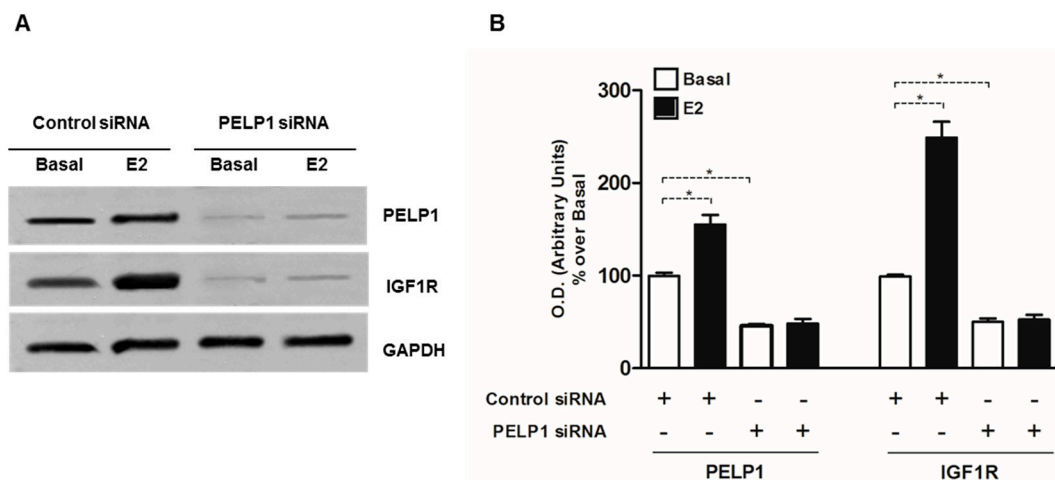 A
Control siRNA PELP1 siRNA
Basal E2 Basal E2
PELP1
IGF1R
GAPDH
B
Basal
E2
O.D. (Arbitrary Units)
% over Basal
300
200
100
0
* * * *
Control siRNA + + - - + + - -
PELP1 siRNA - - + + - - + +
PELP1 IGF1R